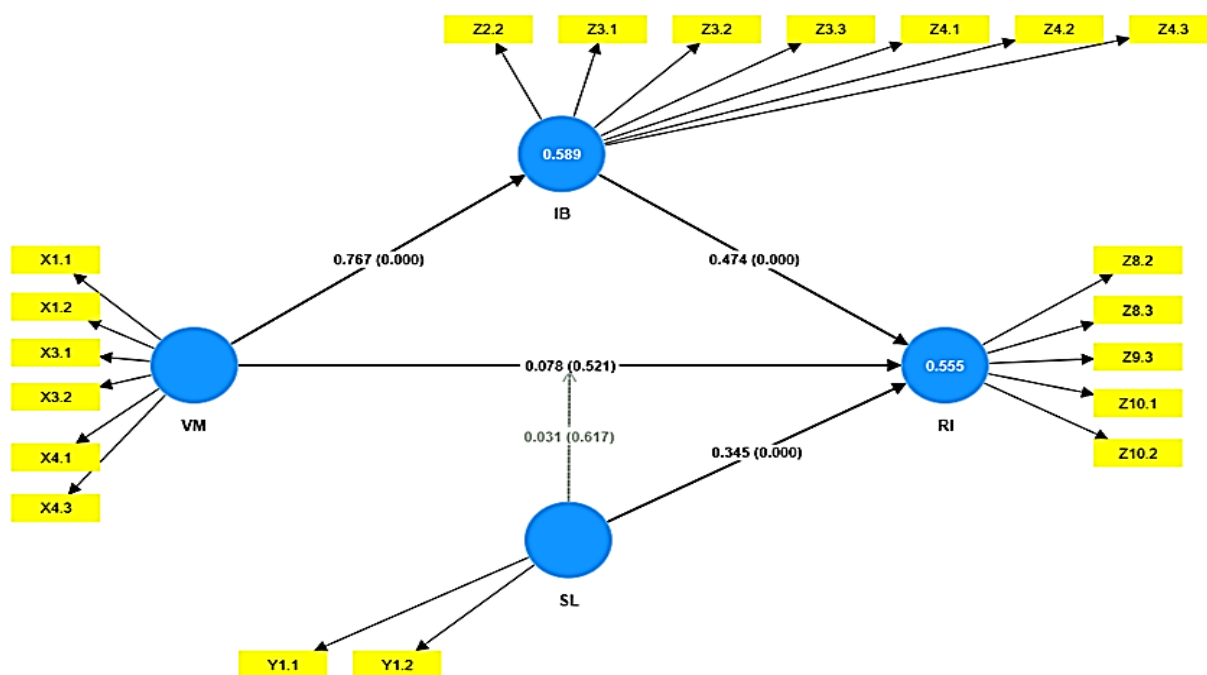 Z2.2
Z3.1
Z3.2
Z3.3
Z4.1
Z4.2
Z4.3
0.589
IB
X1.1
X1.2
X3.1
X3.2
X4.1
X4.3
VM
0.767 (0.000)
0.474 (0.000)
0.078 (0.521)
0.031 (0.617)
0.345 (0.000)
0.555
RI
Z8.2
Z8.3
Z9.3
Z10.1
Z10.2
SL
Y1.1
Y1.2